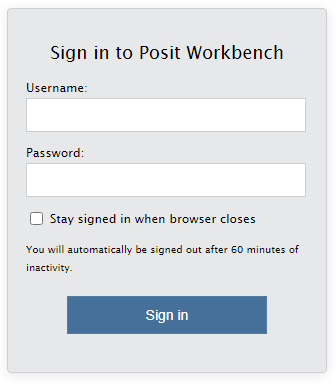 Sign in to Posit Workbench
Username:
Password:
Stay signed in when browser closes
You will automatically be signed out after 60 minutes of
inactivity.
Sign in